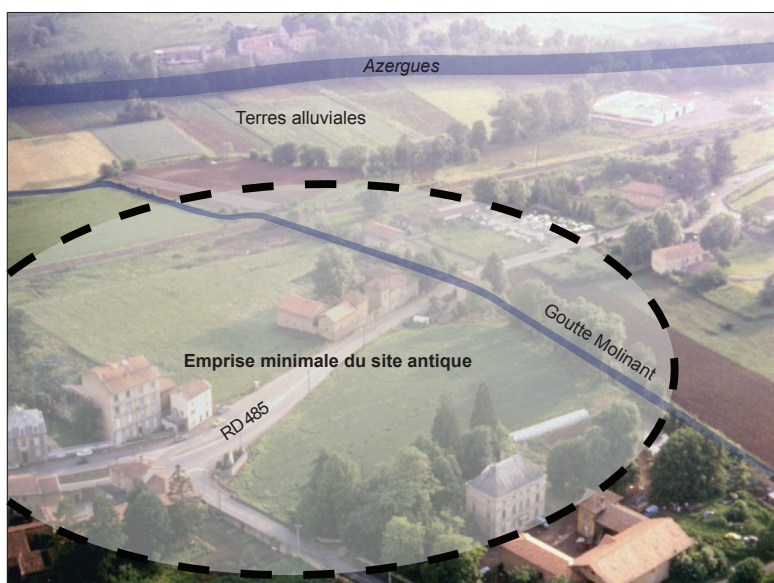 Azergues
Terres alluviales
Goutte Molinant
Emprise minimale du site antique
RD 485